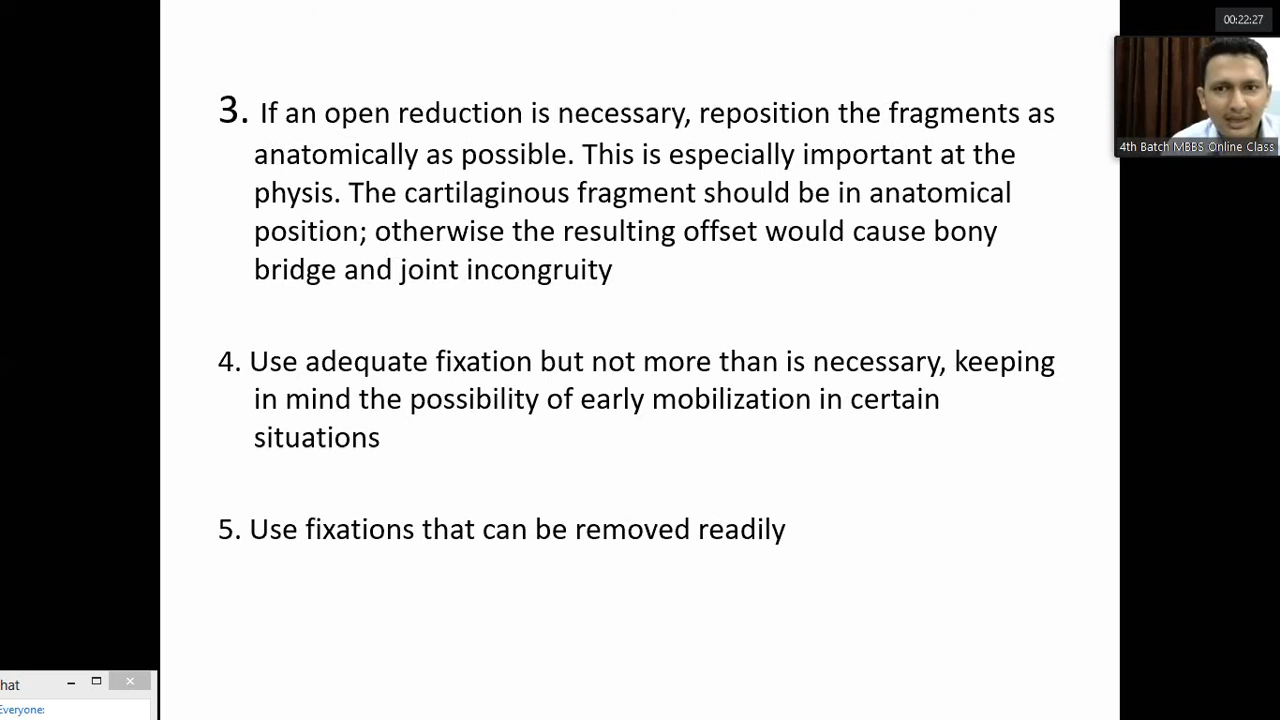 00:22:27
4th Batch MBBS Online Class
3. If an open reduction is necessary, reposition the fragments as
anatomically as possible. This is especially important at the
physis. The cartilaginous fragment should be in anatomical
position; otherwise the resulting offset would cause bony
bridge and joint incongruity
4. Use adequate fixation but not more than is necessary, keeping
in mind the possibility of early mobilization in certain
situations
5. Use fixations that can be removed readily
hat
Everyone: